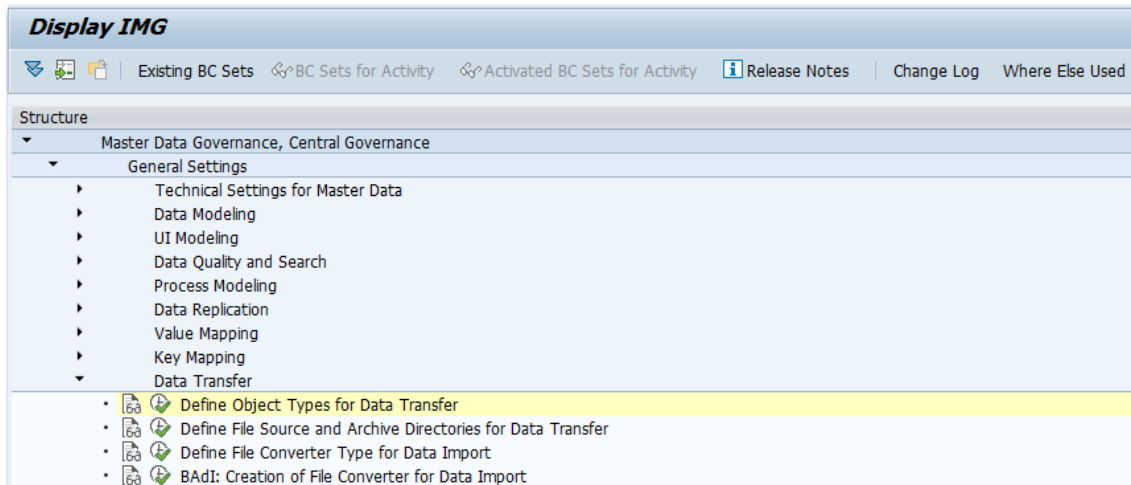 Display IMG
Existing BC Sets BC Sets for Activity Activated BC Sets for Activity Release Notes Change Log Where Else Used
Structure
Master Data Governance, Central Governance
General Settings
Technical Settings for Master Data
Data Modeling
UI Modeling
Data Quality and Search
Process Modeling
Data Replication
Value Mapping
Key Mapping
Data Transfer
Define Object Types for Data Transfer
Define File Source and Archive Directories for Data Transfer
Define File Converter Type for Data Import
BAdI: Creation of File Converter for Data Import